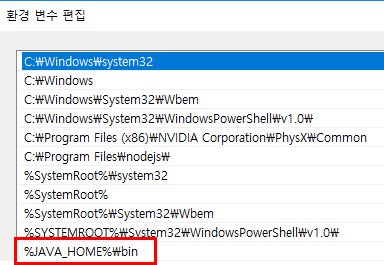 환경 변수 편집
C:₩Windows₩system32
C:₩Windows
C:₩Windows₩System32₩Wbem
C:₩Windows₩System32₩WindowsPowerShell₩v1.0₩
C:₩Program Files (x86)₩NVIDIA Corporation₩PhysX₩Common
C:₩Program Files₩nodejs₩
%SystemRoot%₩system32
%SystemRoot%
%SystemRoot%₩System32₩Wbem
%SYSTEMROOT%₩System32₩WindowsPowerShell₩v1.0₩
%JAVA_HOME%₩bin